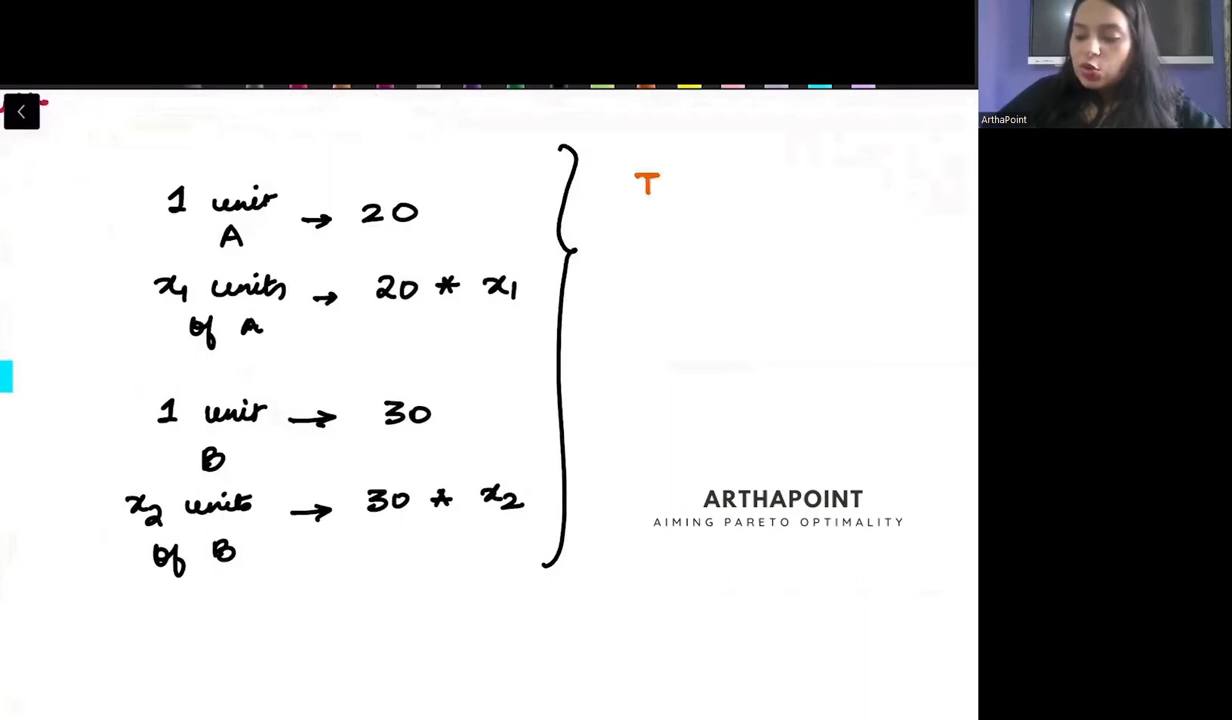 1 unit → 20
A
x1 units → 20 * x1
of A
1 unit → 30
B
x2 units → 30 * x2
of B
T
ARTHAPOINT
AIMING PARETO OPTIMALITY
ArthaPoint